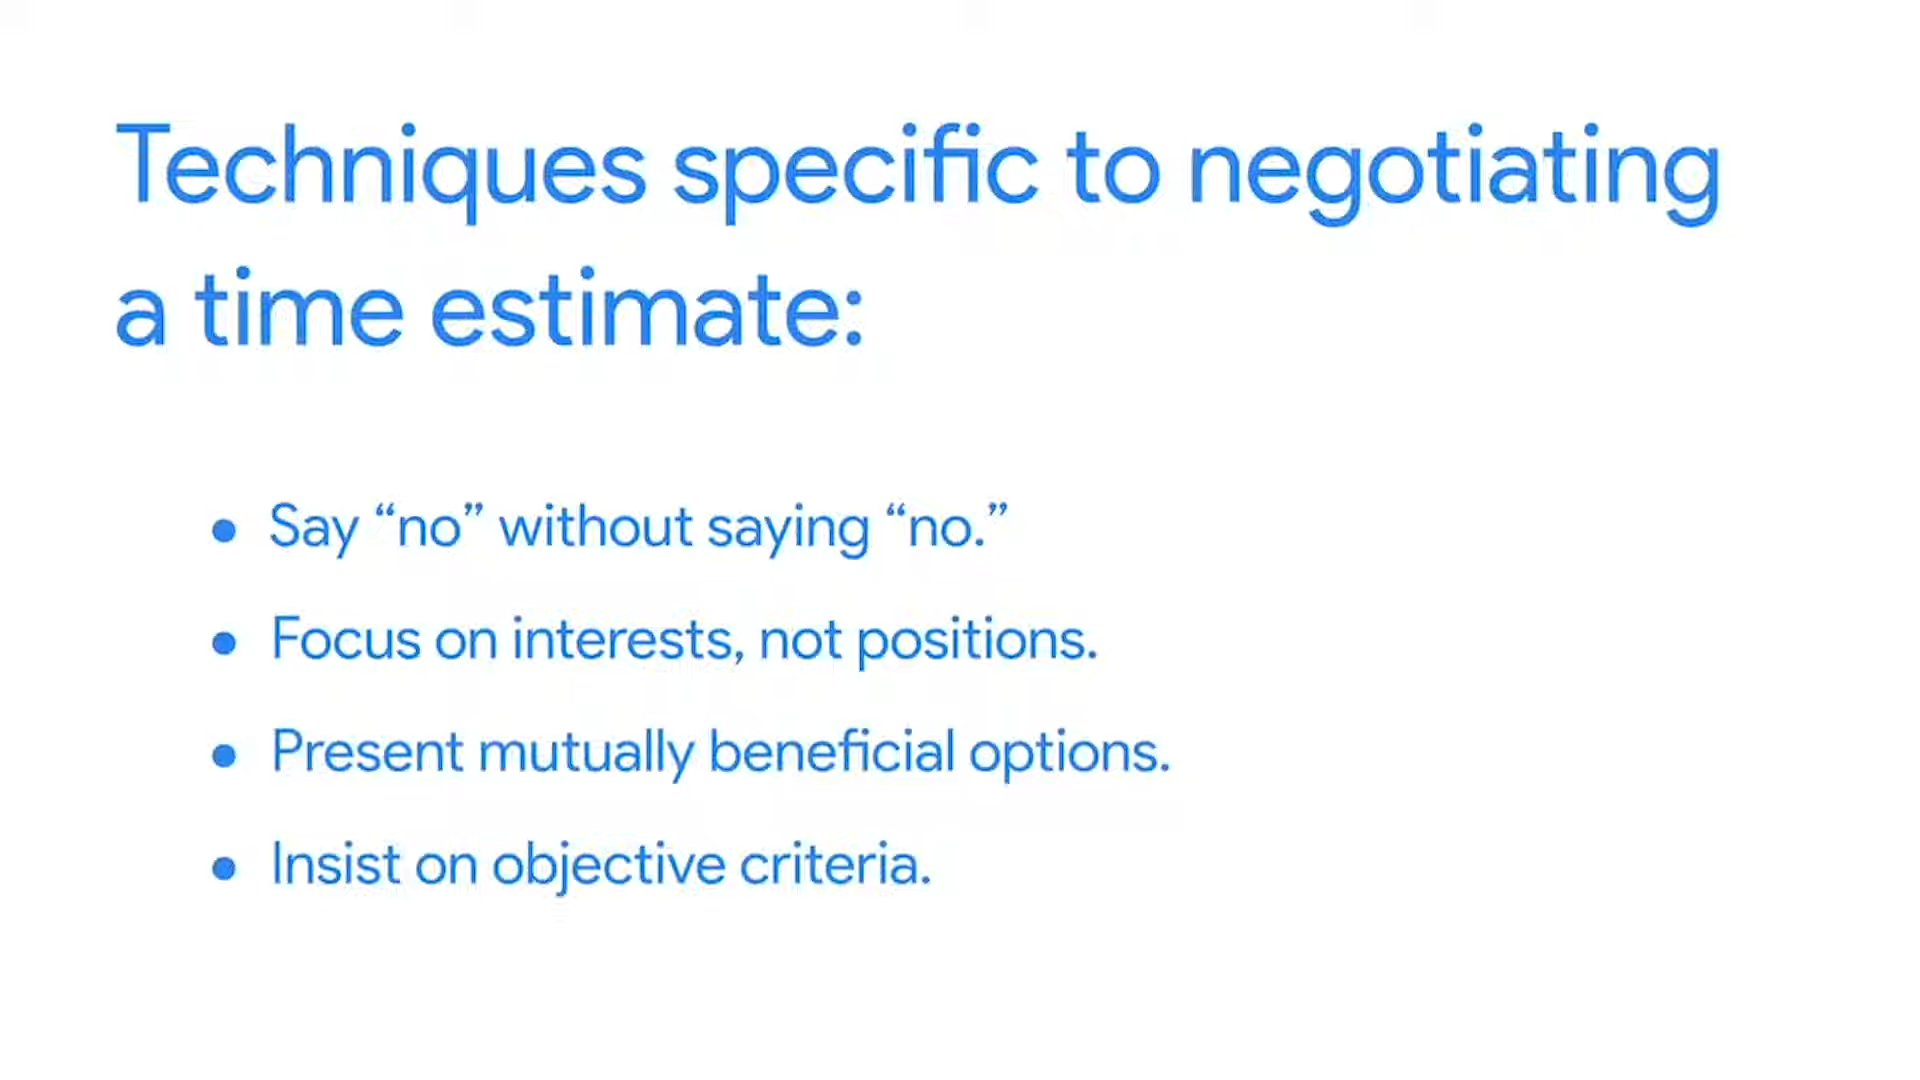 Techniques specific to negotiating
a time estimate:
• Say “no” without saying “no.”
• Focus on interests, not positions.
• Present mutually beneficial options.
• Insist on objective criteria.